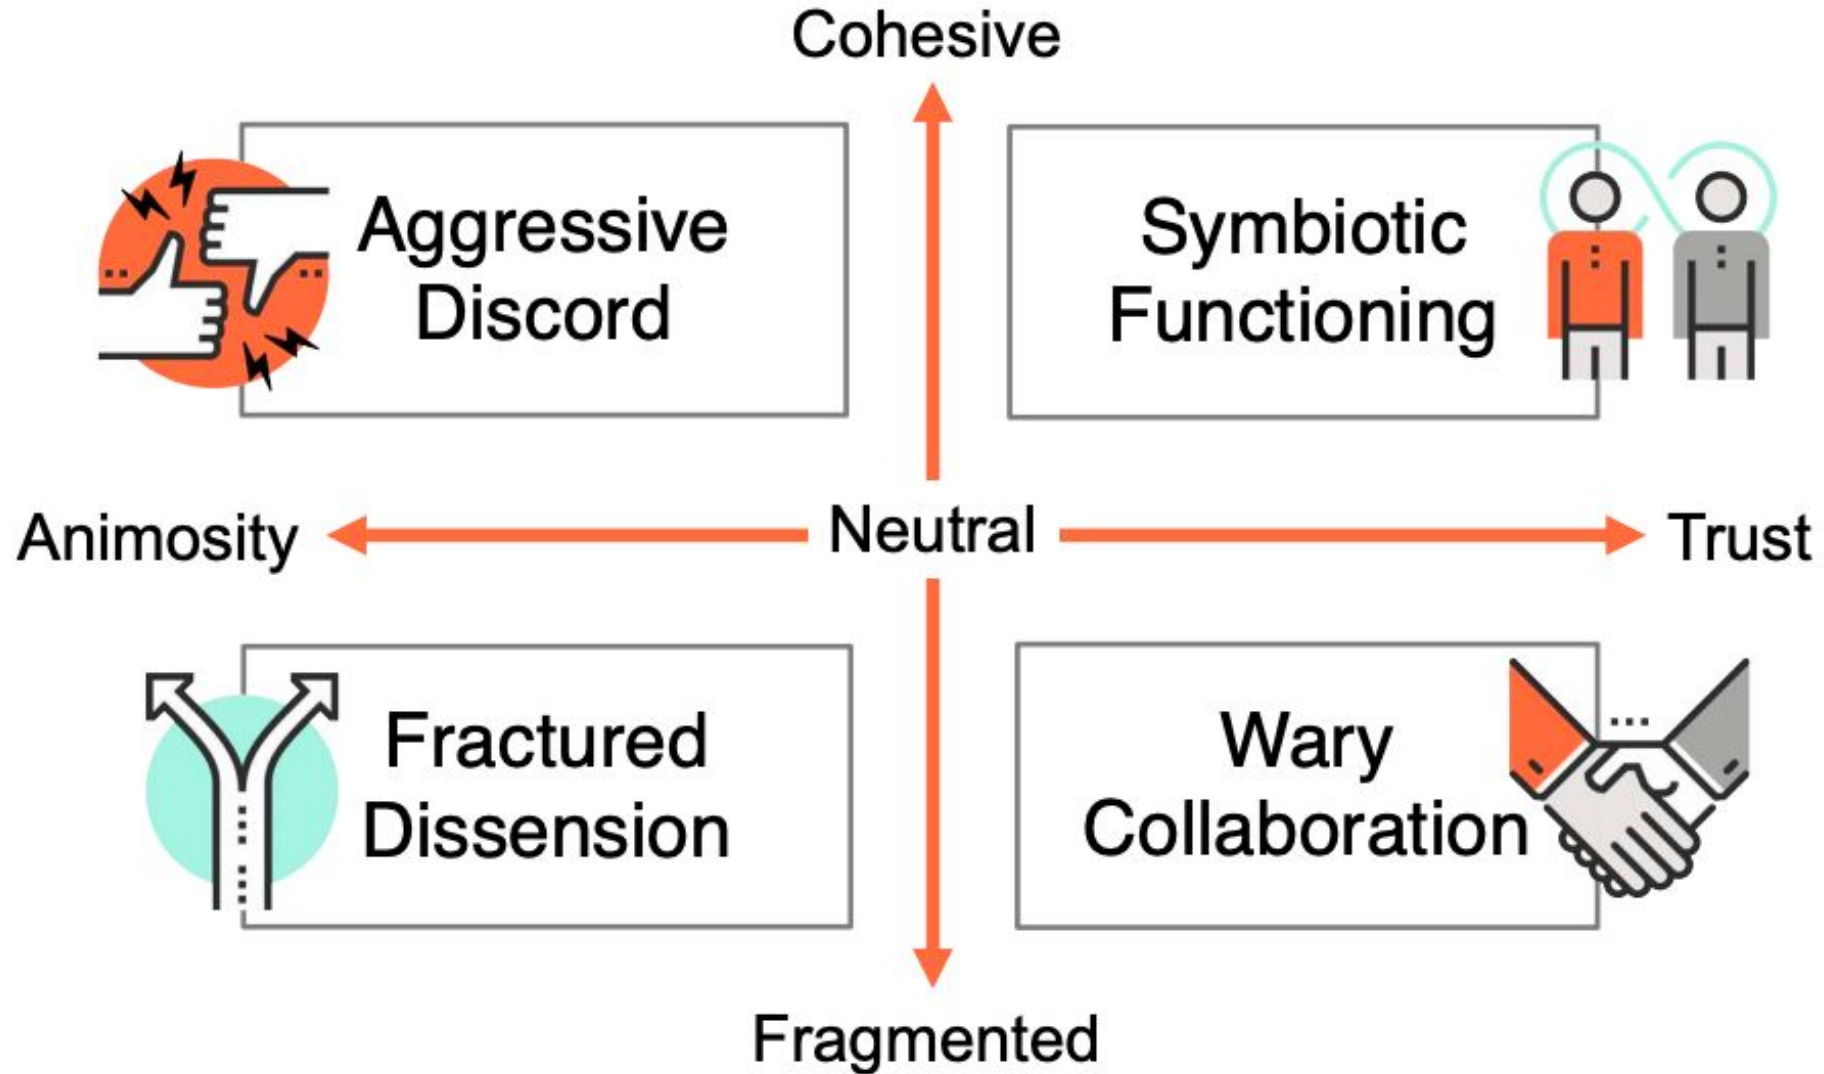 Cohesive
Aggressive
Discord
Symbiotic
Functioning
Animosity
Neutral
Trust
Fractured
Dissension
Wary
Collaboration
Fragmented